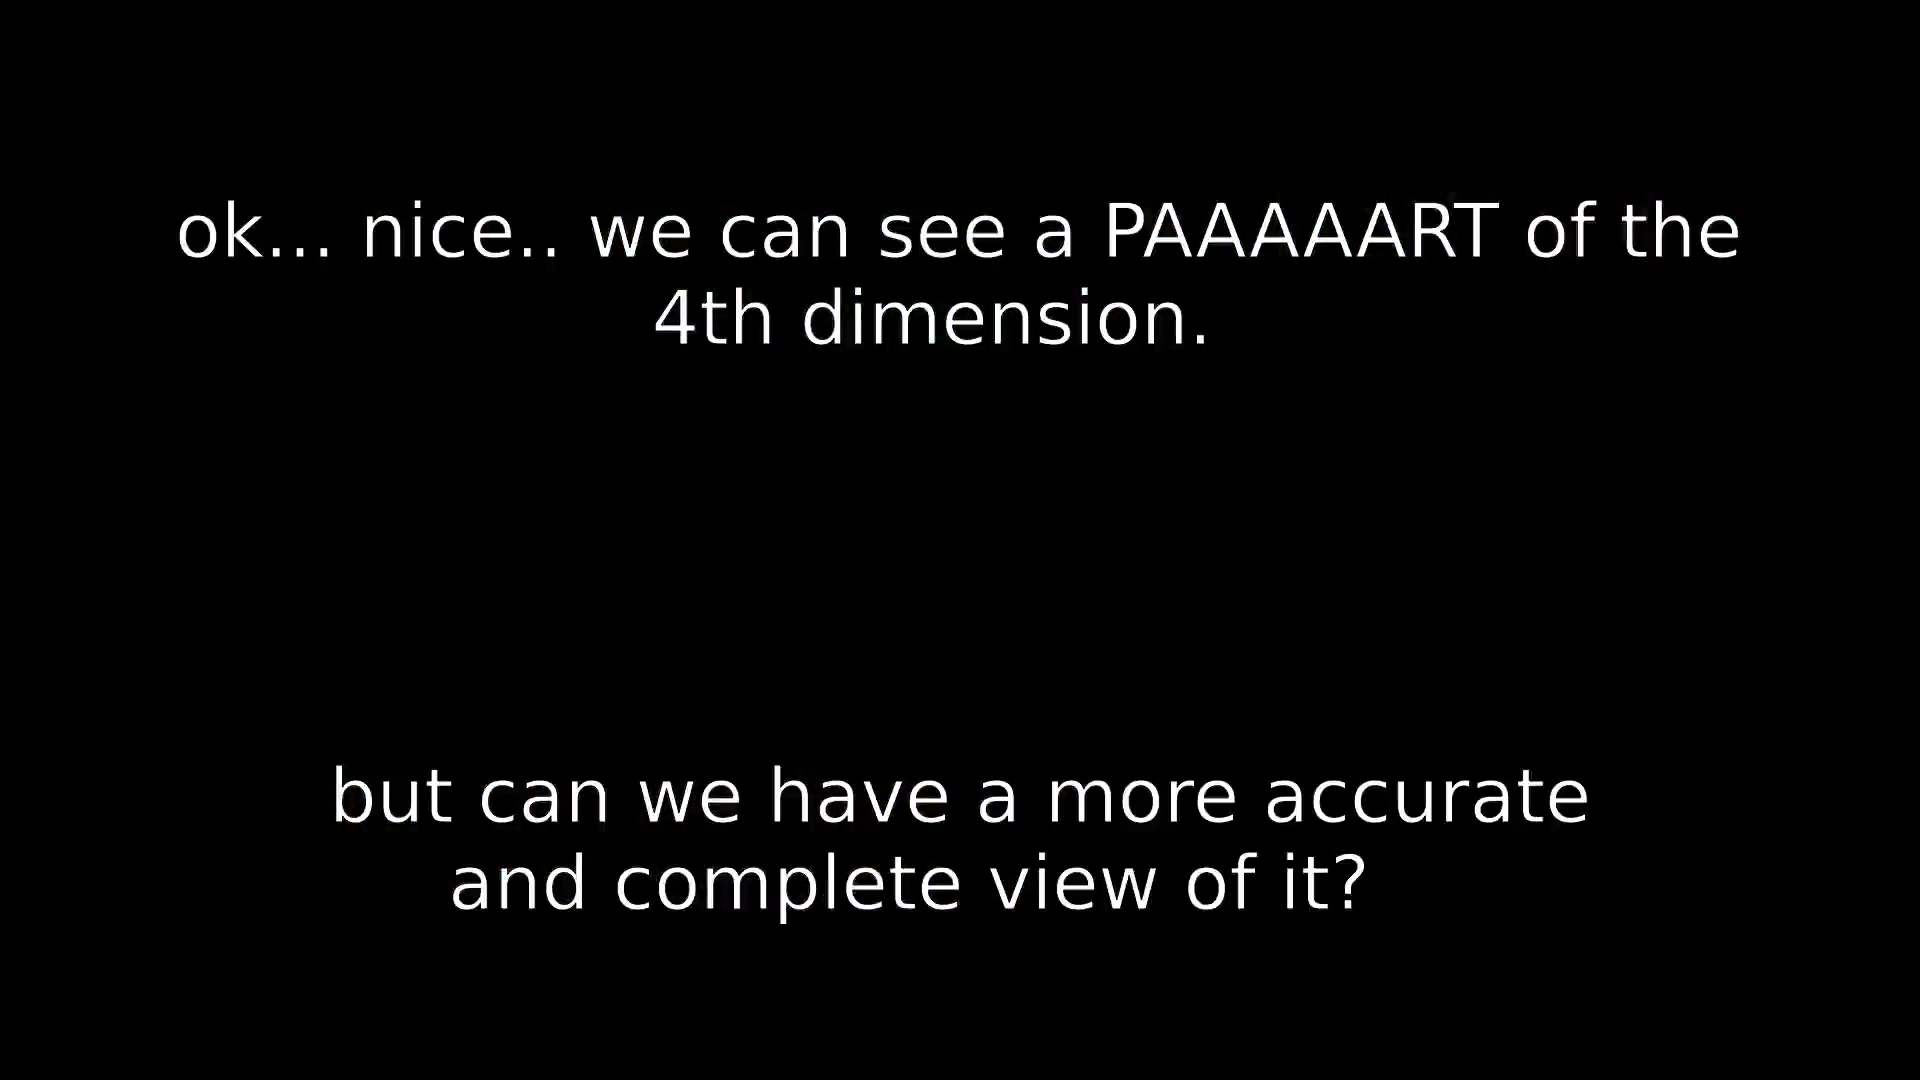 ok... nice.. we can see a PAAAAART of the
4th dimension.
but can we have a more accurate
and complete view of it?